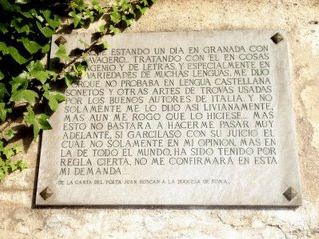 ESTANDO UN DIA EN GRANADA CON
NAVAGERO.. TRATANDO CON EL EN COSAS
INGENIO Y DE LETRAS, Y ESPECIALMENTE EN
VARIEDADES DE MUCHAS LENGUAS, ME DIJO
PORQUE NO PROBABA EN LENGUA CASTELLANA
SONETOS Y OTRAS ARTES DE TROVAS USADAS
POR LOS BUENOS AUTORES DE ITALIA, Y NO
SOLAMENTE ME LO DIJO ASI LIVIANAMENTE,
MAS AUN ME ROGO QUE LO HICIESE... MAS
ESTO NO BASTARA A HACERME PASAR MUY
ADELANTE, SI GARCILASO CON SU JUICIO EL
CUAL NO SOLAMENTE EN MI OPINION, MAS EN
LA DE TODO EL MUNDO, HA SIDO TENIDO POR
REGLA CIERTA, NO ME CONFIRMARA EN ESTA
MI DEMANDA..
DE LA CARTA DEL POETA JUAN BOSCAN A LA DUQUESA DE SOMA.